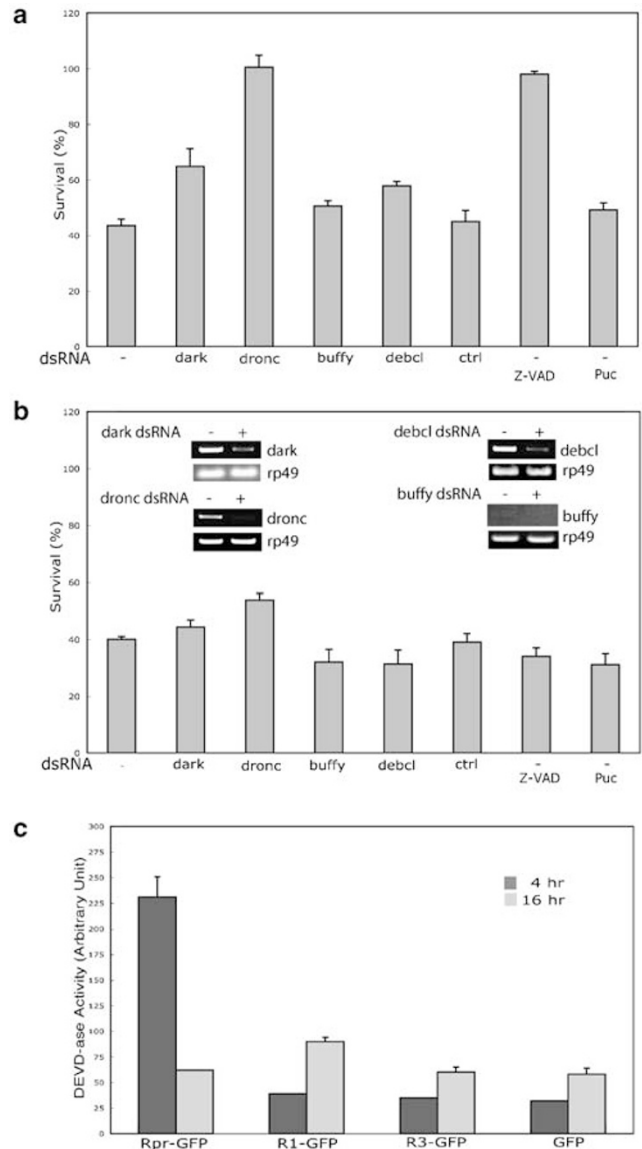 a
120
100
80
60
40
20
0
Survival (%)
dsRNA - dark dronc buffy debcl ctrl - -
Z-VAD Puc
b
120
100
80
60
40
20
0
Survival (%)
dark dsRNA - +
dark
rp49
dronc dsRNA - +
dronc
rp49
debcl dsRNA - +
debcl
rp49
buffy dsRNA - +
buffy
rp49
dsRNA - dark dronc buffy debcl ctrl - -
Z-VAD Puc
c
300
275
250
225
200
175
150
125
100
75
50
25
0
DEVD-ase Activity (Arbitrary Unit)
4 hr
16 hr
Rpr-GFP R1-GFP R3-GFP GFP